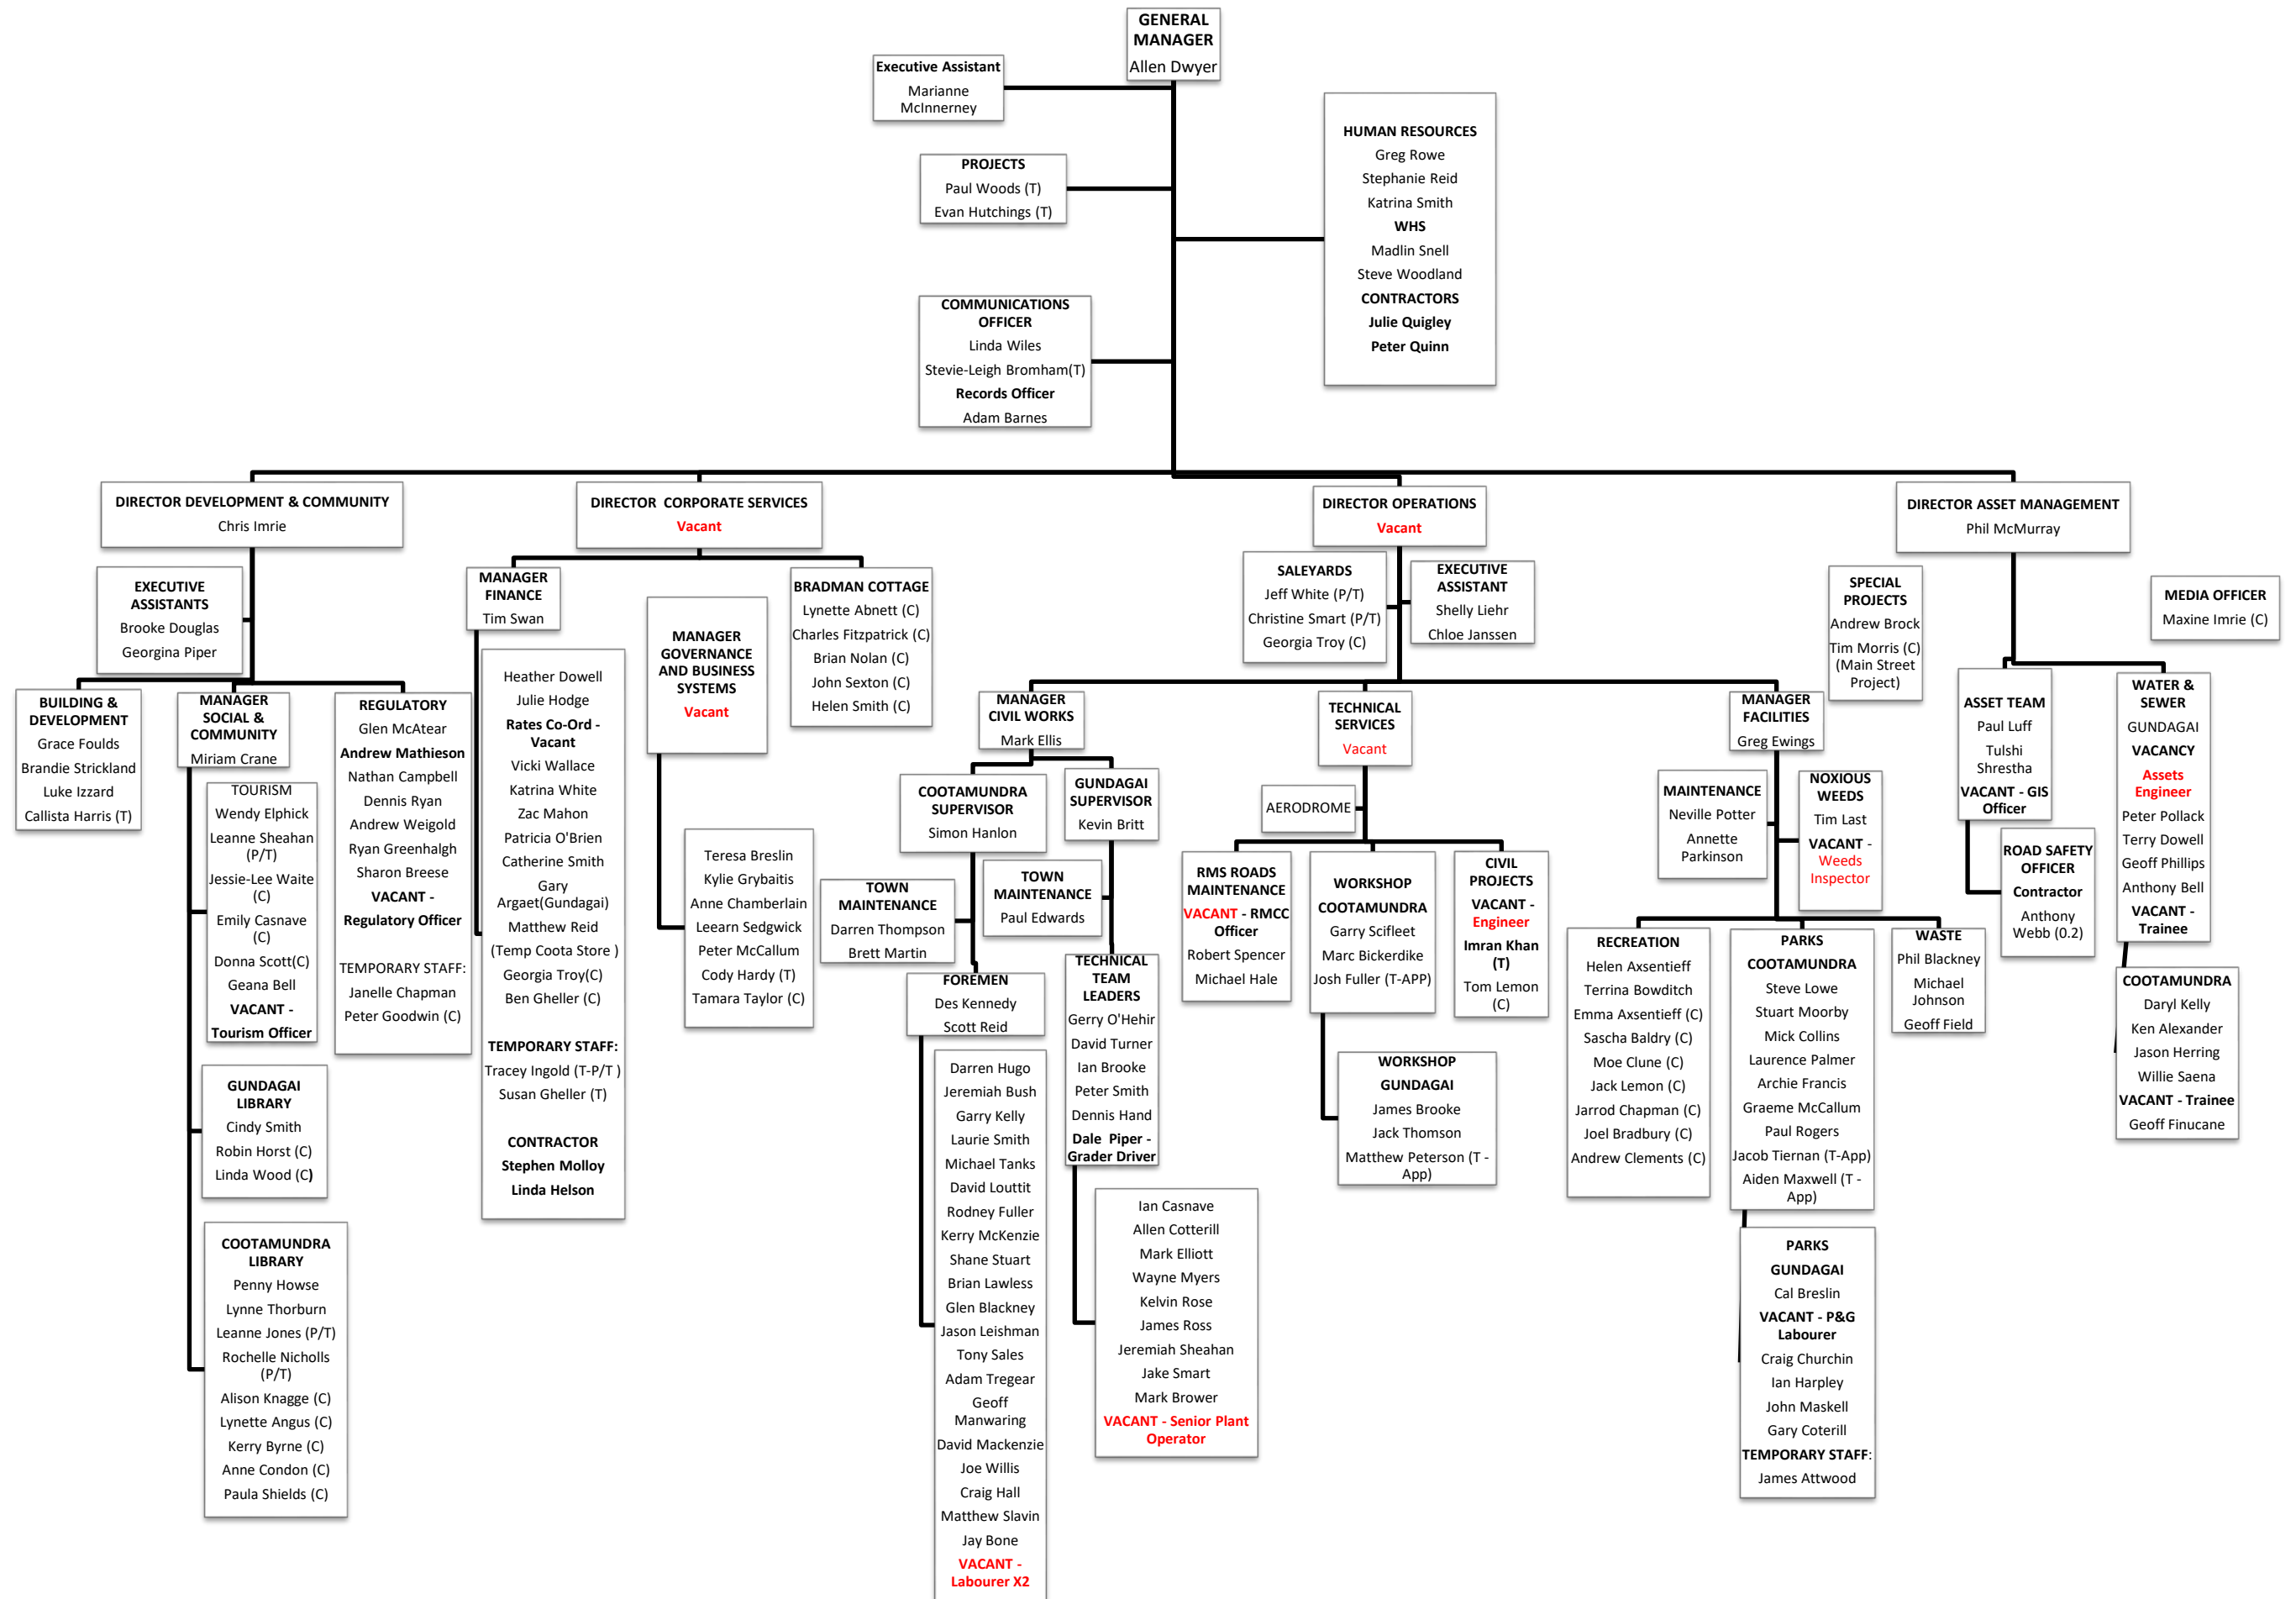 GENERAL
MANAGER
Allen Dwyer
Executive Assistant
Marianne
McInnerney
PROJECTS
Paul Woods (T)
Evan Hutchings (T)
HUMAN RESOURCES
Greg Rowe
Stephanie Reid
Katrina Smith
WHS
Madlin Snell
Steve Woodland
CONTRACTORS
Julie Quigley
Peter Quinn
COMMUNICATIONS
OFFICER
Linda Wiles
Stevie-Leigh Bromham(T)
Records Officer
Adam Barnes
DIRECTOR DEVELOPMENT & COMMUNITY
Chris Imrie
EXECUTIVE
ASSISTANTS
Brooke Douglas
Georgina Piper
BUILDING &
DEVELOPMENT
Grace Foulds
Brandie Strickland
Luke Izzard
Callista Harris (T)
MANAGER
SOCIAL &
COMMUNITY
Miriam Crane
TOURISM
Wendy Elphick
Leanne Sheahan
(P/T)
Jessie-Lee Waite
(C)
Emily Casnave
(C)
Donna Scott(C)
Geana Bell
VACANT -
Tourism Officer
GUNDAGAI
LIBRARY
Cindy Smith
Robin Horst (C)
Linda Wood (C)
COOTAMUNDRA
LIBRARY
Penny Howse
Lynne Thorburn
Leanne Jones (P/T)
Rochelle Nicholls
(P/T)
Alison Knagge (C)
Lynette Angus (C)
Kerry Byrne (C)
Anne Condon (C)
Paula Shields (C)
REGULATORY
Glen McAtear
Andrew Mathieson
Nathan Campbell
Dennis Ryan
Andrew Weigold
Ryan Greenhalgh
Sharon Breese
VACANT -
Regulatory Officer
TEMPORARY STAFF:
Janelle Chapman
Peter Goodwin (C)
DIRECTOR  CORPORATE SERVICES
Vacant
MANAGER
FINANCE
Tim Swan
Heather Dowell
Julie Hodge
Rates Co-Ord -
Vacant
Vicki Wallace
Katrina White
Zac Mahon
Patricia O'Brien
Catherine Smith
Gary
Argaet(Gundagai)
Matthew Reid
(Temp Coota Store )
Georgia Troy(C)
Ben Gheller (C)
TEMPORARY STAFF:
Tracey Ingold (T-P/T )
Susan Gheller (T)
CONTRACTOR
Stephen Molloy
Linda Helson
MANAGER
GOVERNANCE
AND BUSINESS
SYSTEMS
Vacant
Teresa Breslin
Kylie Grybaitis
Anne Chamberlain
Leearn Sedgwick
Peter McCallum
Cody Hardy (T)
Tamara Taylor (C)
BRADMAN COTTAGE
Lynette Abnett (C)
Charles Fitzpatrick (C)
Brian Nolan (C)
John Sexton (C)
Helen Smith (C)
DIRECTOR OPERATIONS
Vacant
SALEYARDS
Jeff White (P/T)
Christine Smart (P/T)
Georgia Troy (C)
EXECUTIVE
ASSISTANT
Shelly Liehr
Chloe Janssen
MANAGER
CIVIL WORKS
Mark Ellis
COOTAMUNDRA
SUPERVISOR
Simon Hanlon
TOWN
MAINTENANCE
Darren Thompson
Brett Martin
FOREMEN
Des Kennedy
Scott Reid
Darren Hugo
Jeremiah Bush
Garry Kelly
Laurie Smith
Michael Tanks
David Louttit
Rodney Fuller
Kerry McKenzie
Shane Stuart
Brian Lawless
Glen Blackney
Jason Leishman
Tony Sales
Adam Tregear
Geoff
Manwaring
David Mackenzie
Joe Willis
Craig Hall
Matthew Slavin
Jay Bone
VACANT -
Labourer X2
GUNDAGAI
SUPERVISOR
Kevin Britt
TOWN
MAINTENANCE
Paul Edwards
TECHNICAL
TEAM
LEADERS
Gerry O'Hehir
David Turner
Ian Brooke
Peter Smith
Dennis Hand
Dale  Piper -
Grader Driver
Ian Casnave
Allen Cotterill
Mark Elliott
Wayne Myers
Kelvin Rose
James Ross
Jeremiah Sheahan
Jake Smart
Mark Brower
VACANT - Senior Plant
Operator
TECHNICAL
SERVICES
Vacant
AERODROME
RMS ROADS
MAINTENANCE
VACANT - RMCC
Officer
Robert Spencer
Michael Hale
WORKSHOP
COOTAMUNDRA
Garry Scifleet
Marc Bickerdike
Josh Fuller (T-APP)
WORKSHOP
GUNDAGAI
James Brooke
Jack Thomson
Matthew Peterson (T -
App)
CIVIL
PROJECTS
VACANT -
Engineer
Imran Khan
(T)
Tom Lemon
(C)
MANAGER
FACILITIES
Greg Ewings
MAINTENANCE
Neville Potter
Annette
Parkinson
NOXIOUS
WEEDS
Tim Last
VACANT -
Weeds
Inspector
RECREATION
Helen Axsentieff
Terrina Bowditch
Emma Axsentieff (C)
Sascha Baldry (C)
Moe Clune (C)
Jack Lemon (C)
Jarrod Chapman (C)
Joel Bradbury (C)
Andrew Clements (C)
PARKS
COOTAMUNDRA
Steve Lowe
Stuart Moorby
Mick Collins
Laurence Palmer
Archie Francis
Graeme McCallum
Paul Rogers
Jacob Tiernan (T-App)
Aiden Maxwell (T -
App)
PARKS
GUNDAGAI
Cal Breslin
VACANT - P&G
Labourer
Craig Churchin
Ian Harpley
John Maskell
Gary Coterill
TEMPORARY STAFF:
James Attwood
WASTE
Phil Blackney
Michael
Johnson
Geoff Field
DIRECTOR ASSET MANAGEMENT
Phil McMurray
SPECIAL
PROJECTS
Andrew Brock
Tim Morris (C)
(Main Street
Project)
MEDIA OFFICER
Maxine Imrie (C)
ASSET TEAM
Paul Luff
Tulshi
Shrestha
VACANT - GIS
Officer
ROAD SAFETY
OFFICER
Contractor
Anthony
Webb (0.2)
WATER &
SEWER
GUNDAGAI
VACANCY
Assets
Engineer
Peter Pollack
Terry Dowell
Geoff Phillips
Anthony Bell
VACANT -
Trainee
COOTAMUNDRA
Daryl Kelly
Ken Alexander
Jason Herring
Willie Saena
VACANT - Trainee
Geoff Finucane